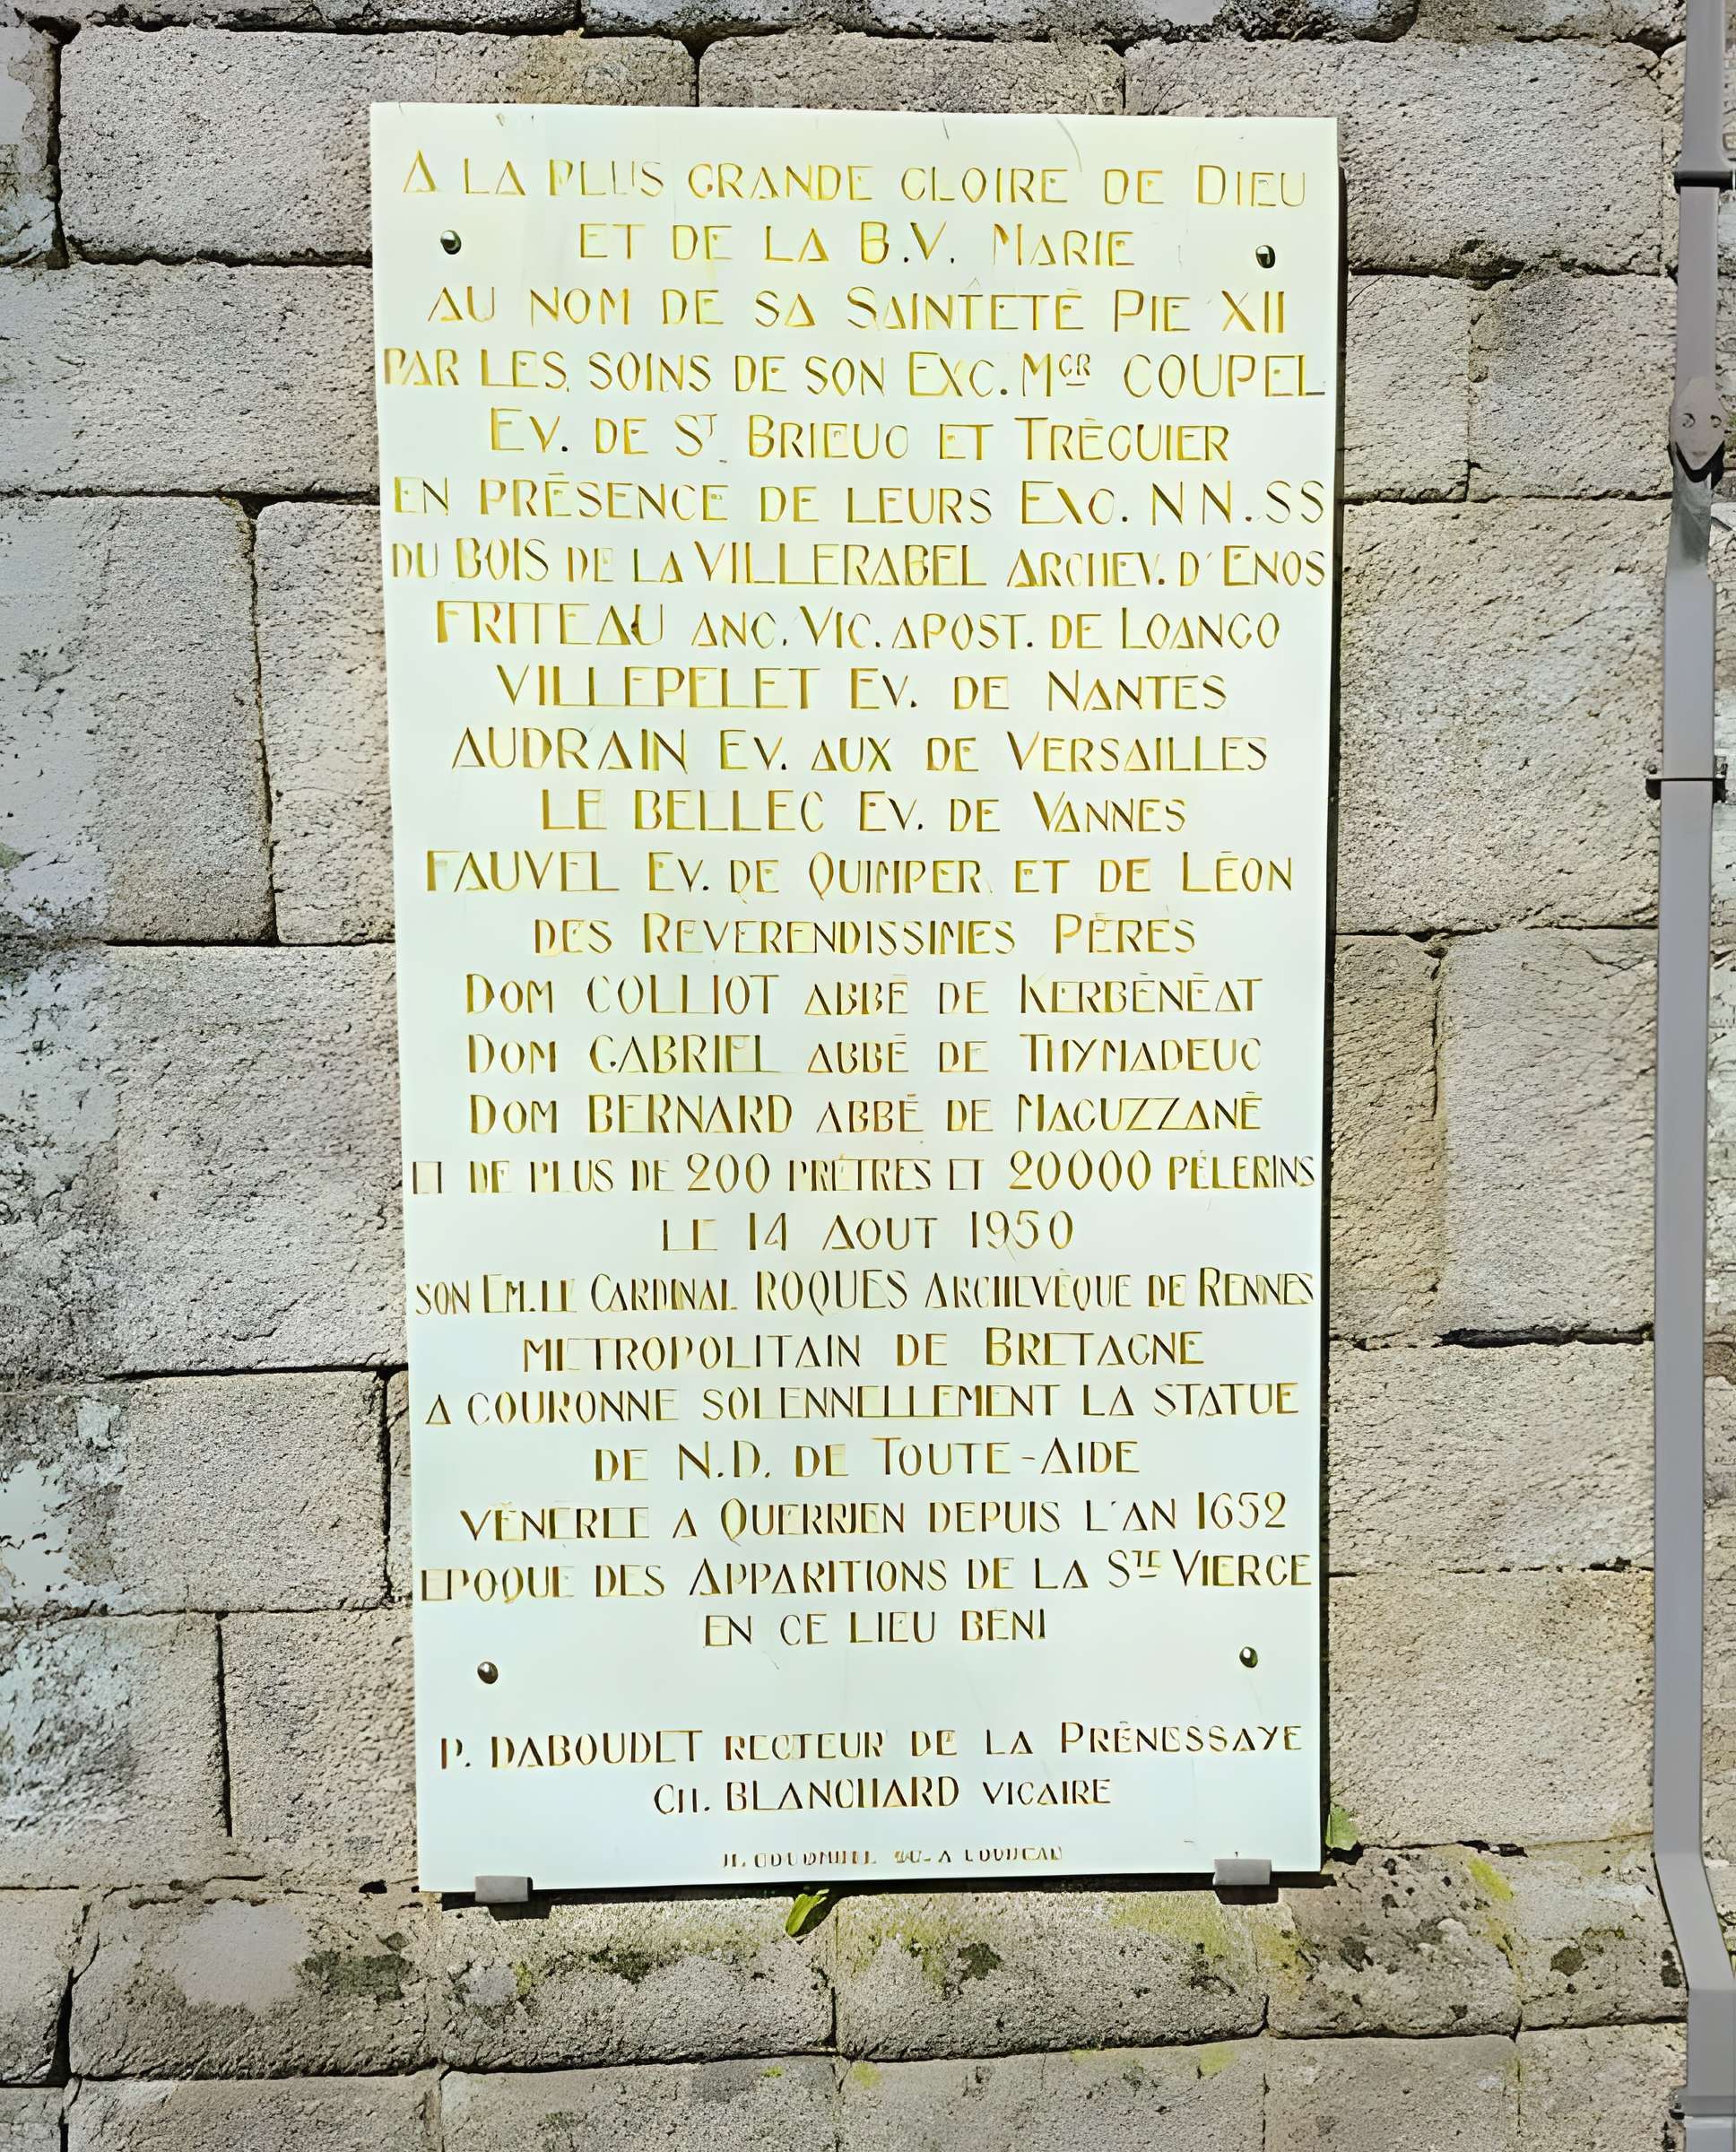 A LA PLUS GRANDE GLOIRE DE DIEU
ET DE LA B.V. MARIE
AU NOM DE SA SAINTETÉ PIE XII
PAR LES SOINS DE SON EXC. MGR COUPEL
EV. DE ST BRIEUC ET TRÉGUIER
EN PRÉSENCE DE LEURS EXC. NN.SS
DU BOIS DE LA VILLERABEL ARCHEV. D'ENOS
FRITEAU ANC. VIC. APOST. DE LOANGO
VILLEPELET EV. DE NANTES
AUDRAIN EV. AUX DE VERSAILLES
LE BELLEC EV. DE VANNES
FAUVEL EV. DE QUIMPER ET DE LÉON
DES REVERENDISSIMES PÈRES
DOM COLLIOT ABBÉ DE KERBÉNÉAT
DOM GABRIEL ABBÉ DE THYMADEUC
DOM BERNARD ABBÉ DE MAGUZZANÉ
ET DE PLUS DE 200 PRÊTRES ET 20000 PÉLERINS
LE 14 AOUT 1950
SON EM. LE CARDINAL ROQUES ARCHEVÊQUE DE RENNES
METROPOLITAIN DE BRETAGNE
A COURONNE SOLENNELLEMENT LA STATUE
DE N.D. DE TOUTE-AIDE
VÉNÉREE A QUERRIEN DEPUIS L'AN 1652
EPOQUE DES APPARITIONS DE LA STE VIERGE
EN CE LIEU BÉNI
P. DABOUDET RECTEUR DE LA PRÉNESSAYE
CH. BLANCHARD VICAIRE